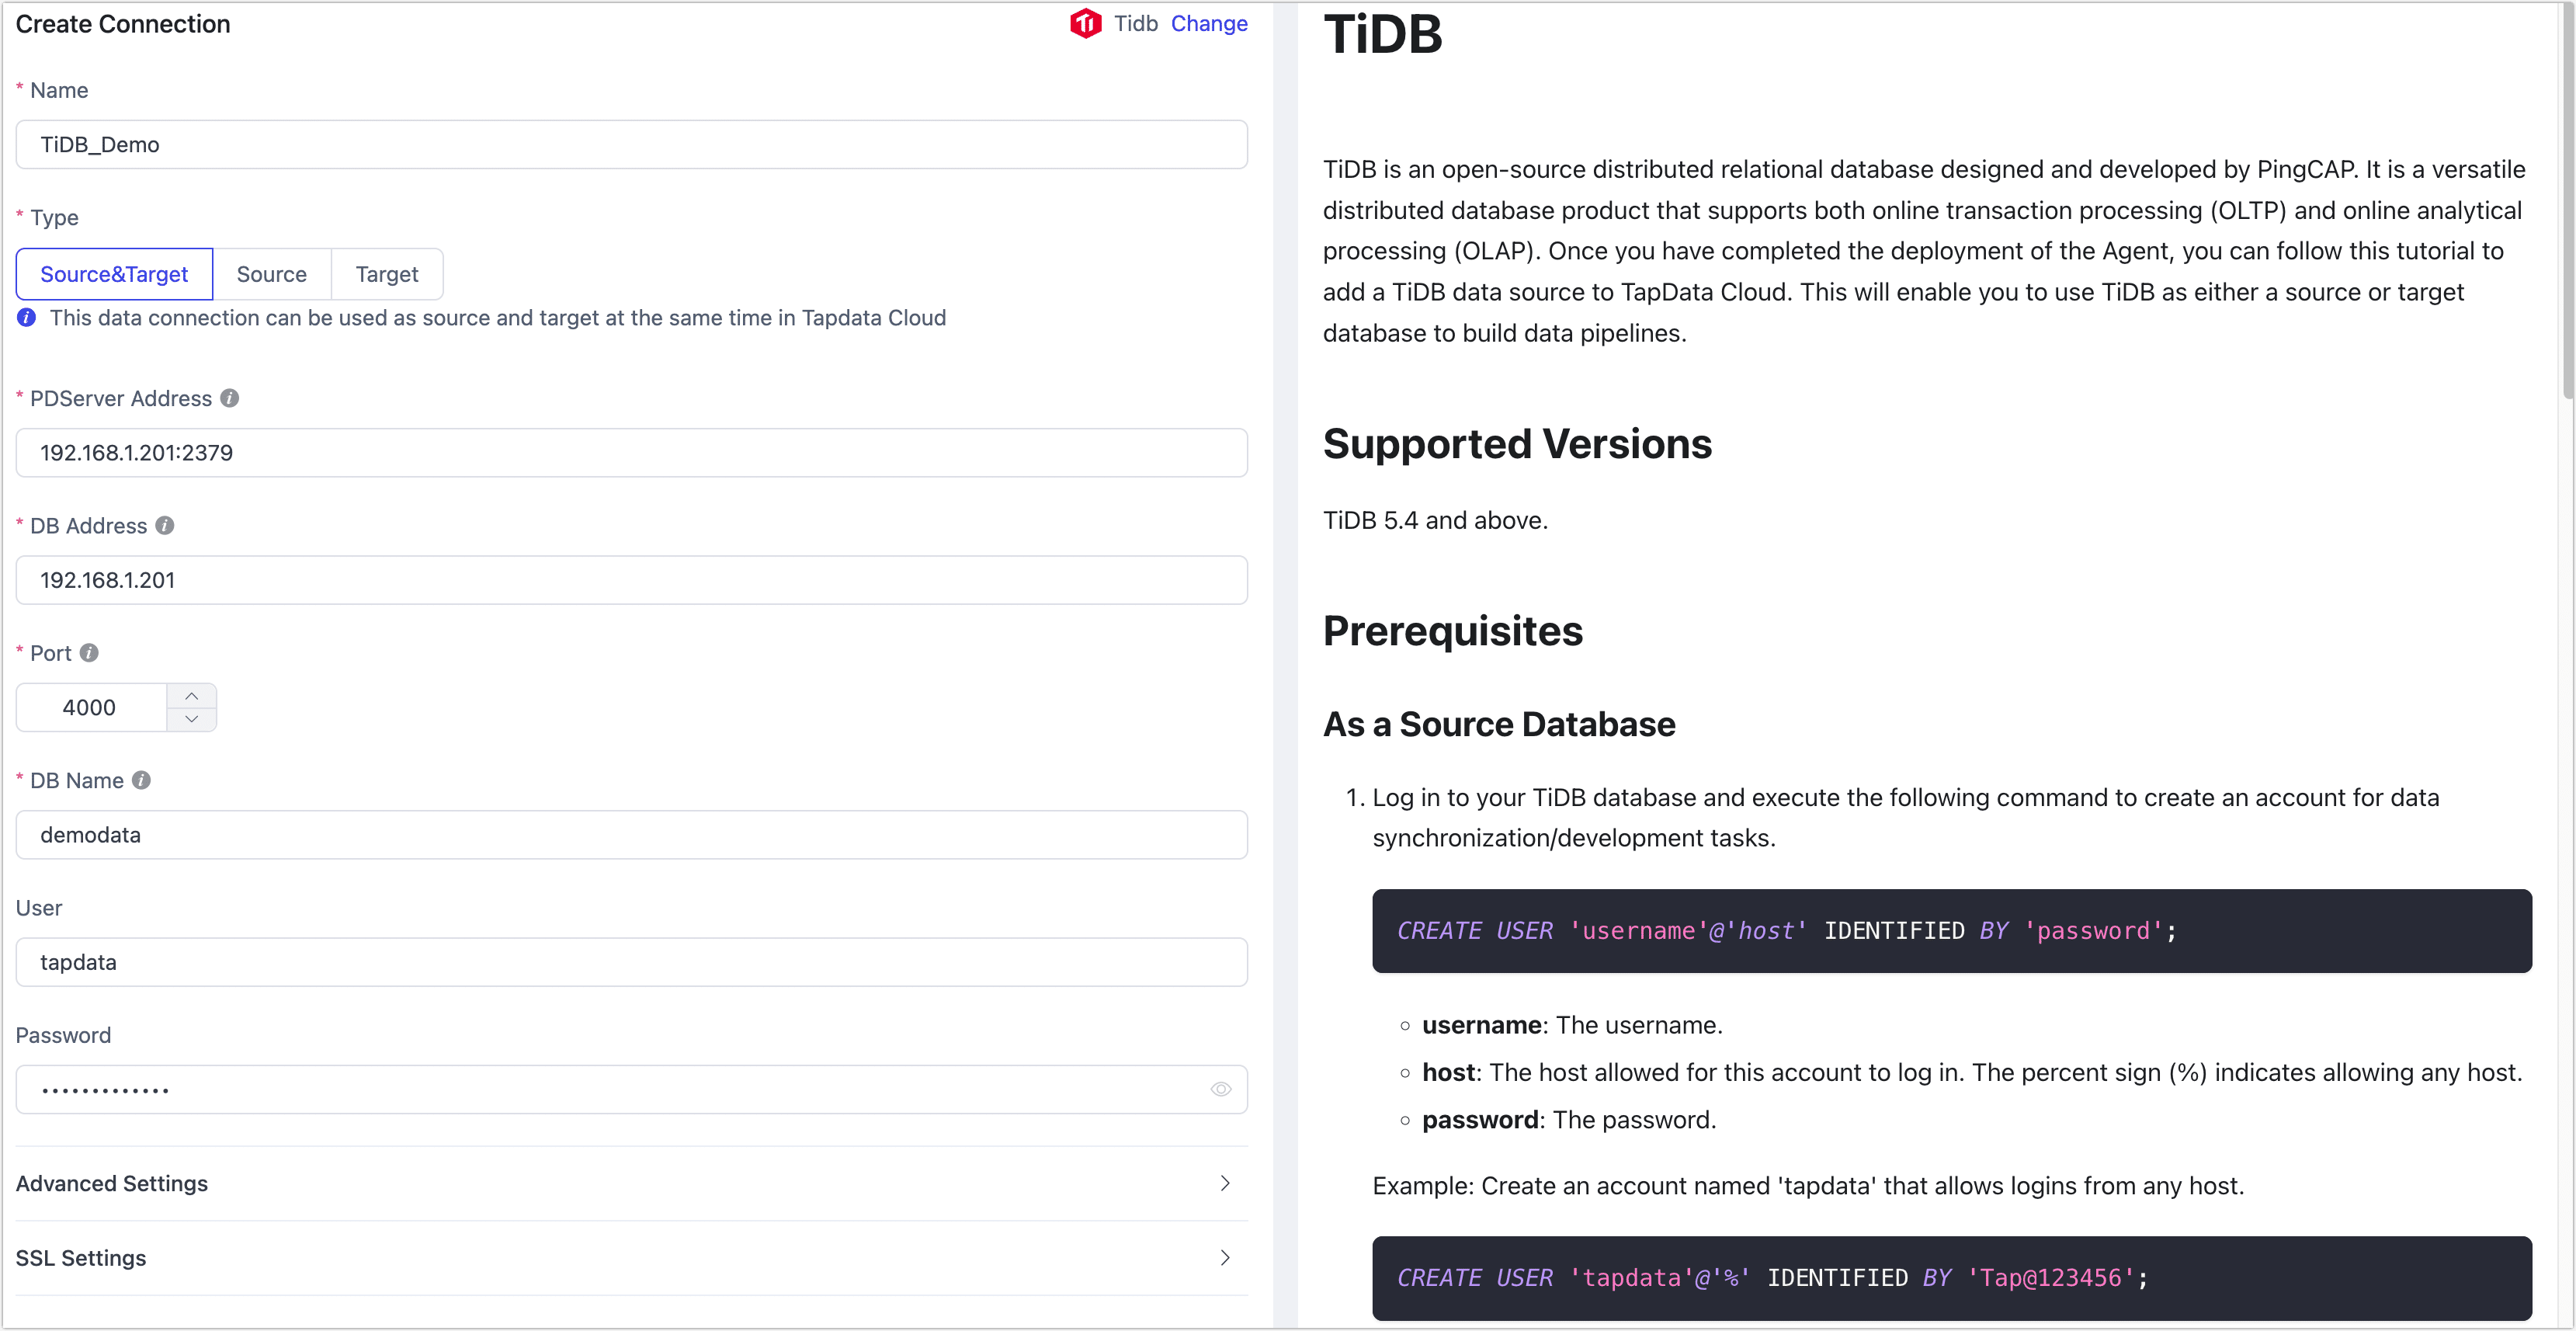 Create Connection
Tidb Change
* Name
TiDB_Demo
* Type
Source&Target Source Target
This data connection can be used as source and target at the same time in Tapdata Cloud
* PDServer Address
192.168.1.201:2379
* DB Address
192.168.1.201
* Port
4000
* DB Name
demodata
User
tapdata
Password
•••••••••••••
Advanced Settings
SSL Settings
TiDB
TiDB is an open-source distributed relational database designed and developed by PingCAP. It is a versatile
distributed database product that supports both online transaction processing (OLTP) and online analytical
processing (OLAP). Once you have completed the deployment of the Agent, you can follow this tutorial to
add a TiDB data source to TapData Cloud. This will enable you to use TiDB as either a source or target
database to build data pipelines.
Supported Versions
TiDB 5.4 and above.
Prerequisites
As a Source Database
1. Log in to your TiDB database and execute the following command to create an account for data
synchronization/development tasks.
CREATE USER 'username'@'host' IDENTIFIED BY 'password';
username: The username.
host: The host allowed for this account to log in. The percent sign (%) indicates allowing any host.
password: The password.
Example: Create an account named 'tapdata' that allows logins from any host.
CREATE USER 'tapdata'@'%' IDENTIFIED BY 'Tap@123456';